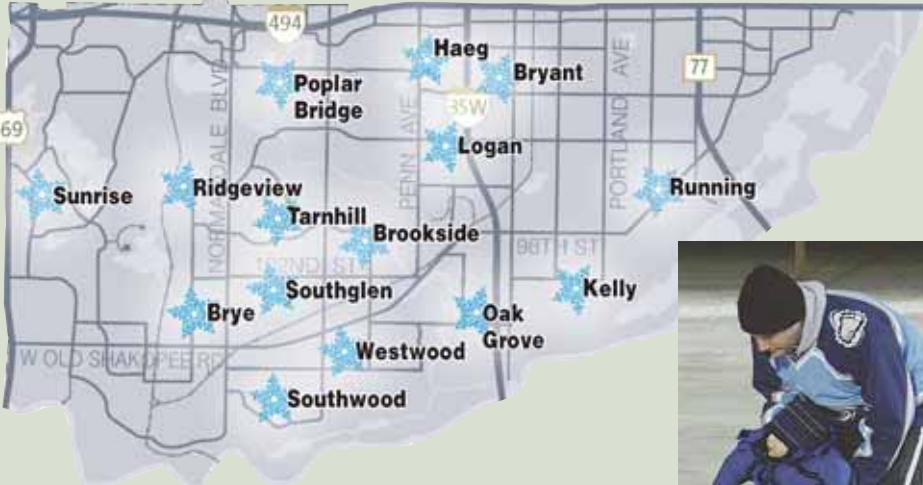 494
Haeg
Bryant
77
Poplar
Bridge
35W
NORMANDALE BLVD
PENN AVE
PORTLAND AVE
69
Logan
Sunrise
Ridgeview
Running
Tarnhill
Brookside
98TH ST
102ND ST
Southglen
Kelly
Brye
Oak
Grove
Westwood
W OLD SHAKOPEE RD
Southwood